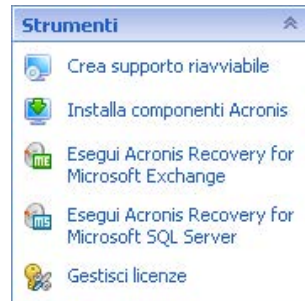 Strumenti
Crea supporto riavviabile
Installa componenti Acronis
Esegui Acronis Recovery for
Microsoft Exchange
Esegui Acronis Recovery for
Microsoft SQL Server
Gestisci licenze